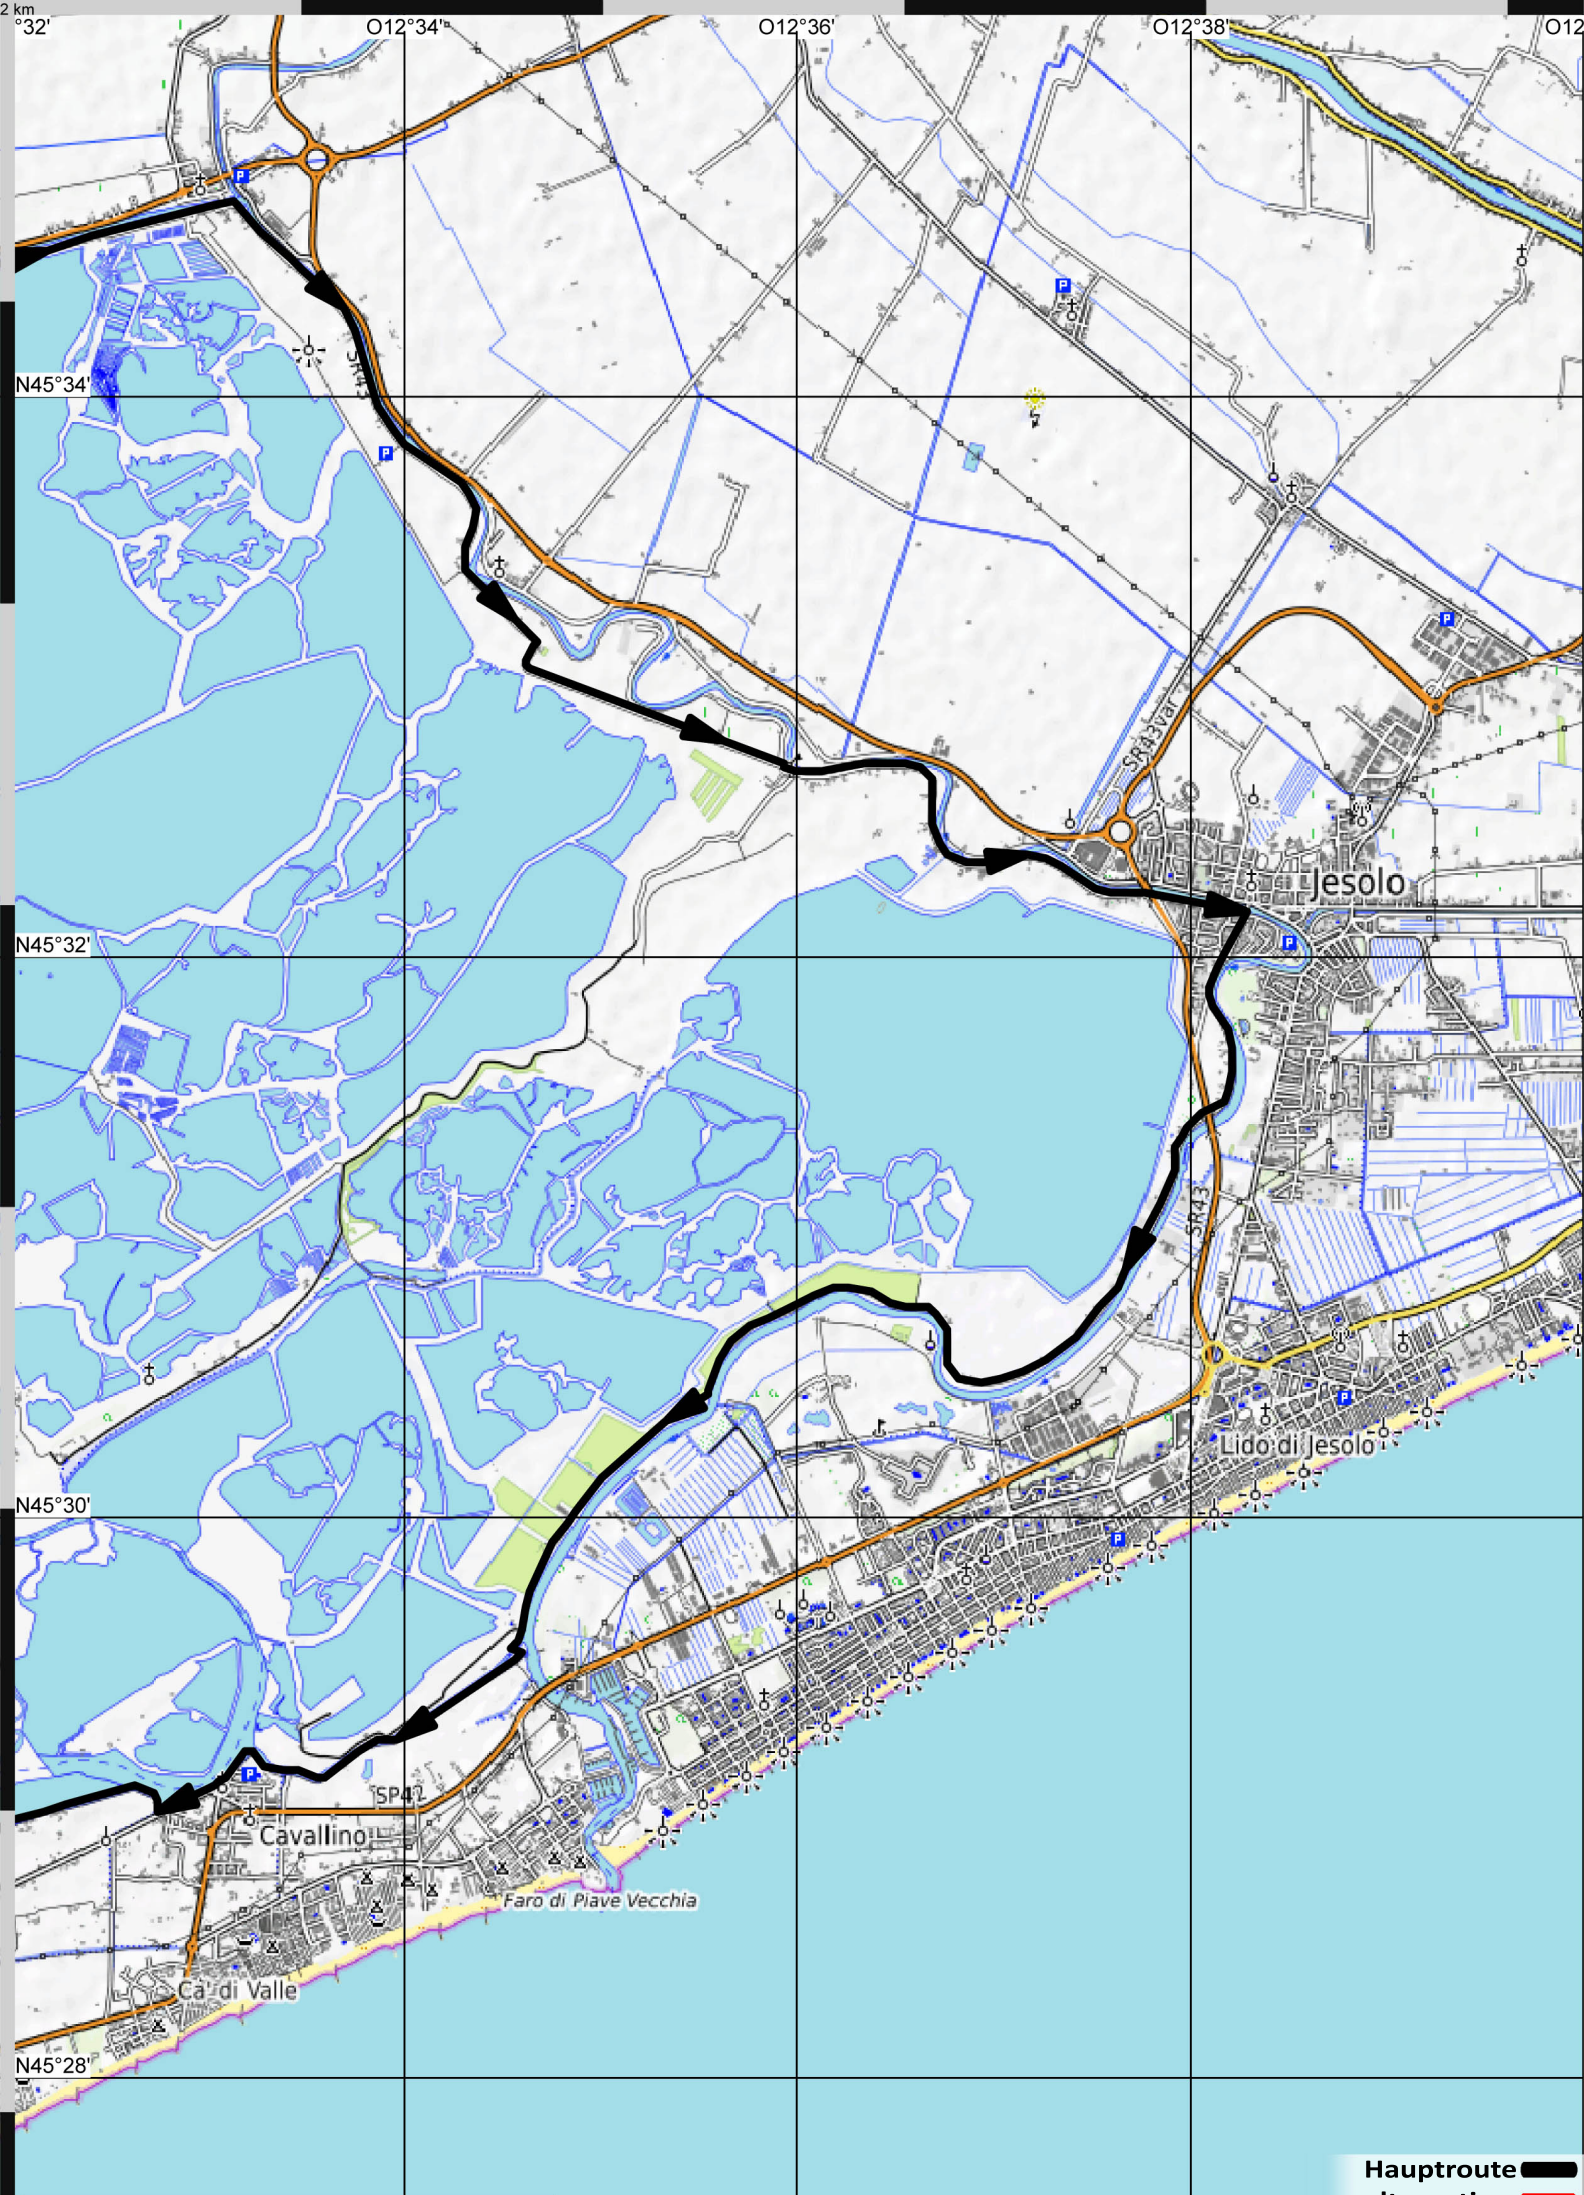 2 km
°32'
O12°34'
O12°36'
O12°38'
O12
P
P
SR43
N45°34'
P
P
SR43var
Jesolo
N45°32'
P
SR43
P
Lido di Jesolo
N45°30'
P
P
SP42
Cavallino
Faro di Piave Vecchia
Ca' di Valle
N45°28'
Hauptroute